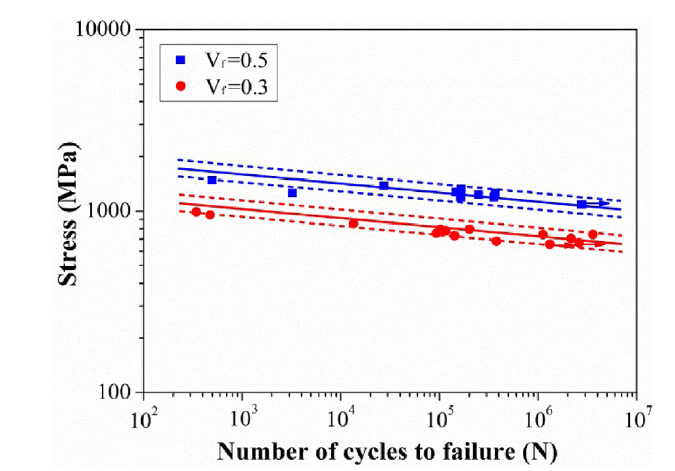 10000
V_f=0.5
V_f=0.3
1000
100
Stress (MPa)
10^2 10^3 10^4 10^5 10^6 10^7
Number of cycles to failure (N)